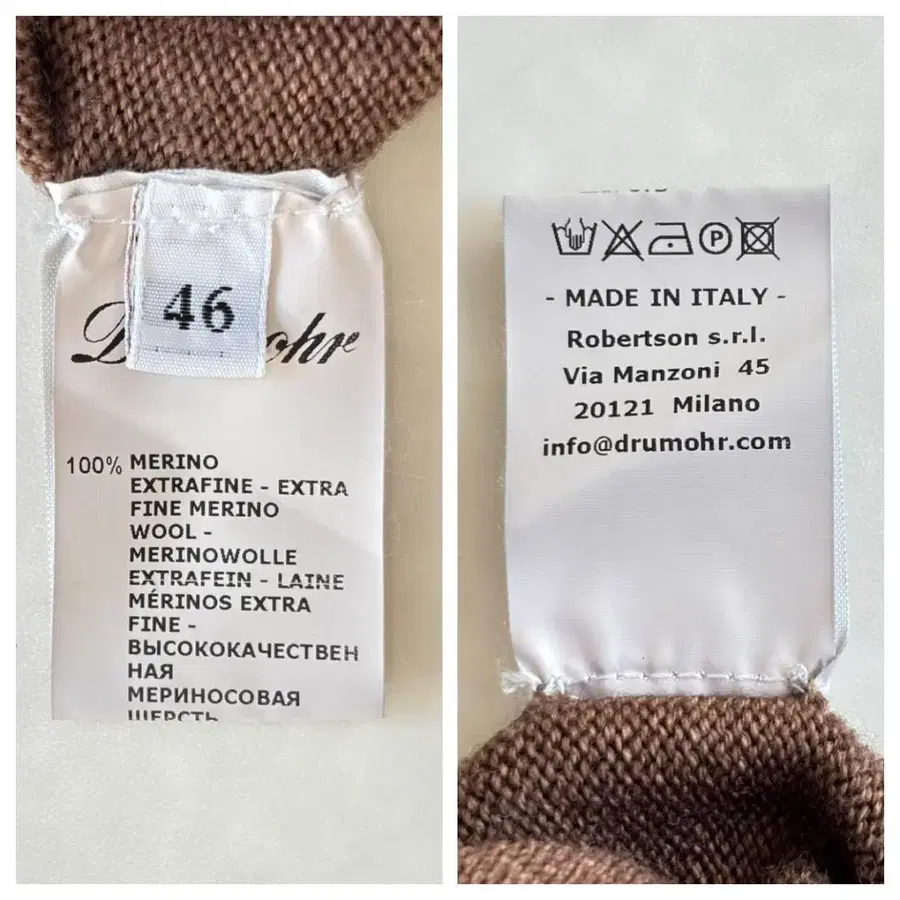 46
100% MERINO
EXTRAFINE - EXTRA
FINE MERINO
WOOL -
MERINOWOLLE
EXTRAFEIN - LAINE
MÉRINOS EXTRA
FINE -
ВЫСОКОКАЧЕСТВЕН
НАЯ
МЕРИНОСОВАЯ
ШЕРСТЬ
P
- MADE IN ITALY -
Robertson s.r.l.
Via Manzoni 45
20121 Milano
info@drumohr.com